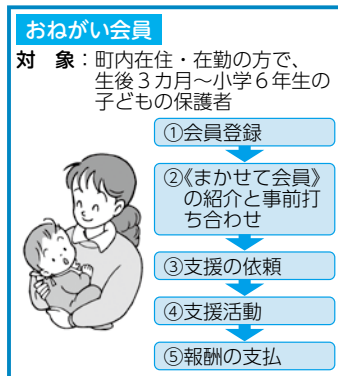 おねがい会員
対　象：町内在住・在勤の方で、
生後３カ月～小学６年生の
子どもの保護者
①会員登録
②《まかせて会員》
の紹介と事前打
ち合わせ
③支援の依頼
④支援活動
⑤報酬の支払